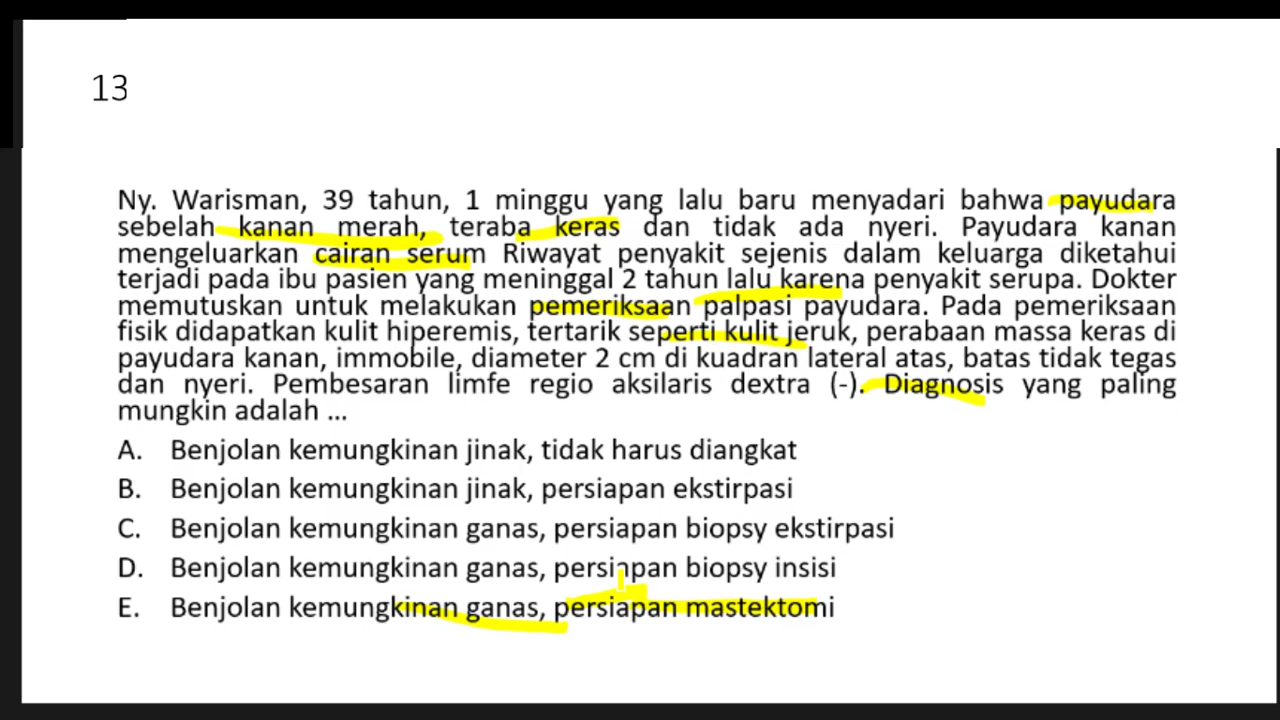 13
Ny. Warisman, 39 tahun, 1 minggu yang lalu baru menyadari bahwa payudara
sebelah kanan merah, teraba keras dan tidak ada nyeri. Payudara kanan
mengeluarkan cairan serum Riwayat penyakit sejenis dalam keluarga diketahui
terjadi pada ibu pasien yang meninggal 2 tahun lalu karena penyakit serupa. Dokter
memutuskan untuk melakukan pemeriksaan palpasi payudara. Pada pemeriksaan
fisik didapatkan kulit hiperemis, tertarik seperti kulit jeruk, perabaan massa keras di
payudara kanan, immobile, diameter 2 cm di kuadran lateral atas, batas tidak tegas
dan nyeri. Pembesaran limfe regio aksilaris dextra (-). Diagnosis yang paling
mungkin adalah ...
A. Benjolan kemungkinan jinak, tidak harus diangkat
B. Benjolan kemungkinan jinak, persiapan ekstirpasi
C. Benjolan kemungkinan ganas, persiapan biopsy ekstirpasi
D. Benjolan kemungkinan ganas, persiapan biopsy insisi
E. Benjolan kemungkinan ganas, persiapan mastektomi